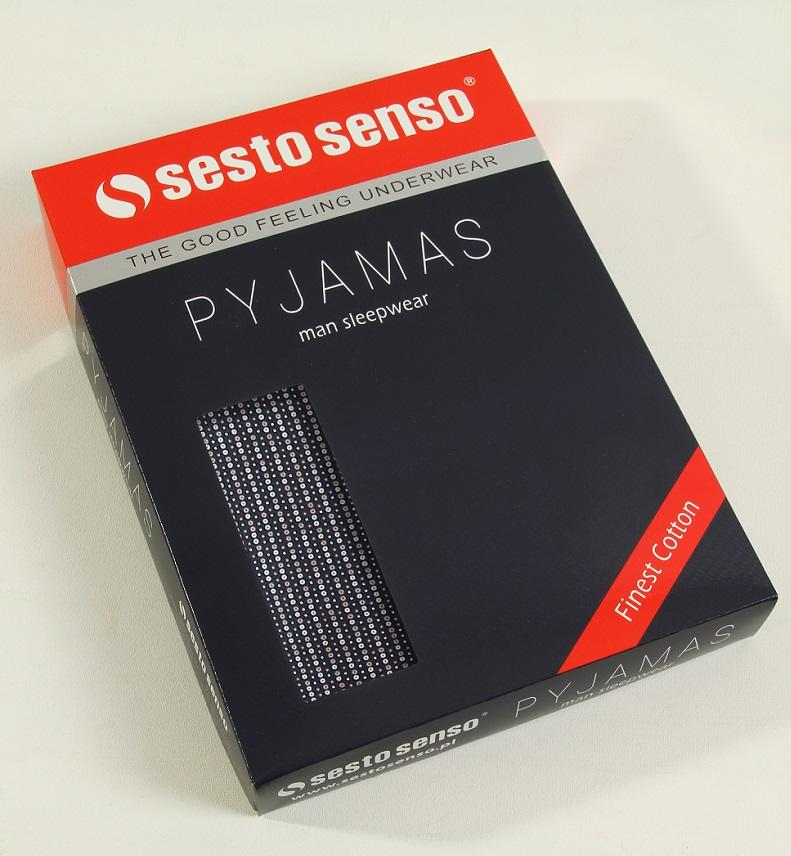 sesto senso®
THE GOOD FEELING UNDERWEAR
PYJAMAS
man sleepwear
Finest Cotton
PYJAMAS
sesto senso
sesto senso®
www.sestosenso.pl
PYJAMAS
man sleepwear